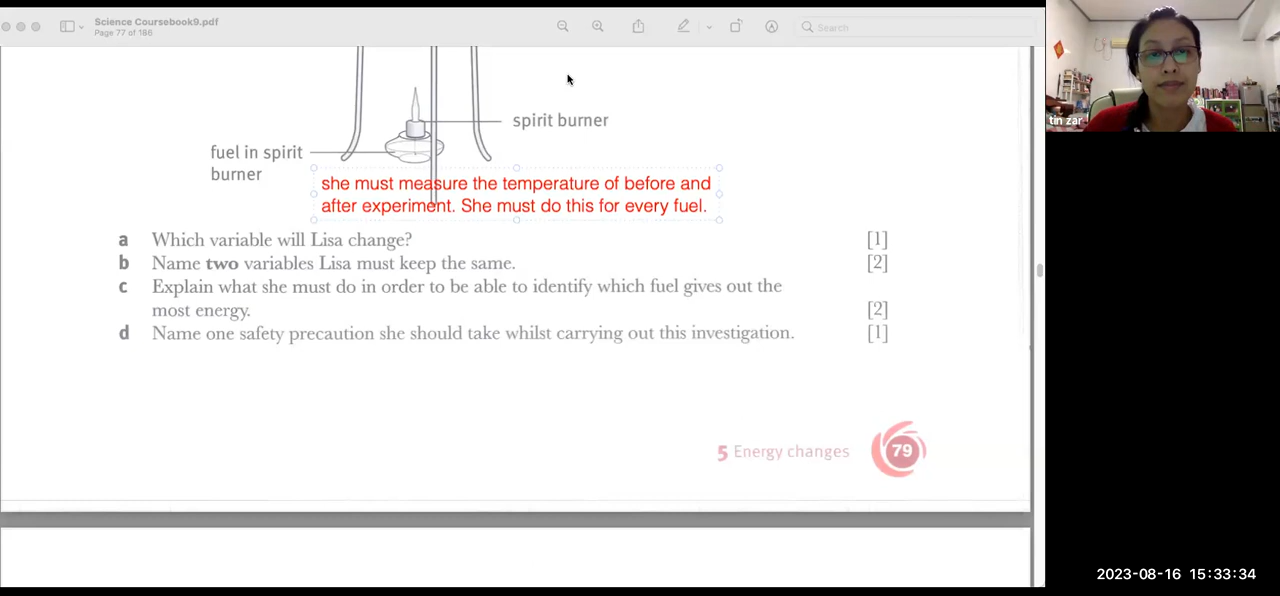 Science Coursebook9.pdf
Page 77 of 186
Search
tin zar
spirit burner
fuel in spirit
burner
she must measure the temperature of before and
after experiment. She must do this for every fuel.
a Which variable will Lisa change? [1]
b Name two variables Lisa must keep the same. [2]
c Explain what she must do in order to be able to identify which fuel gives out the
most energy. [2]
d Name one safety precaution she should take whilst carrying out this investigation. [1]
5 Energy changes 79
2023-08-16 15:33:34